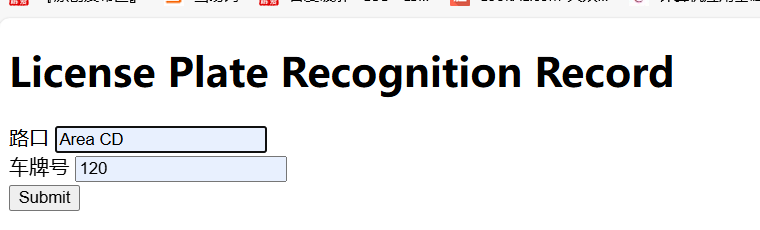 License Plate Recognition Record
路口 Area CD
车牌号 120
Submit